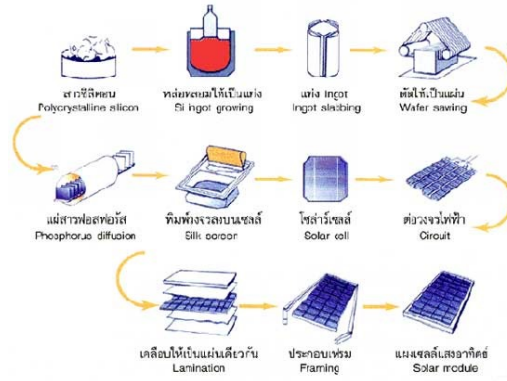 สารซิลิคอน
Polycrystalline silicon
หล่อหลอมให้เป็นแท่ง
Si ingot growing
แท่ง Ingot
Ingot slabbing
ตัดให้เป็นแผ่น
Wafer sawing
แผ่สารฟอสฟอรัส
Phosphorus diffusion
พิมพ์วงจรลงบนเซลล์
Silk screen
โซล่าร์เซลล์
Solar cell
ต่อวงจรไฟฟ้า
Circuit
เคลือบให้เป็นแผ่นเดียวกัน
Lamination
ประกอบเฟรม
Framing
แผงเซลล์แสงอาทิตย์
Solar module